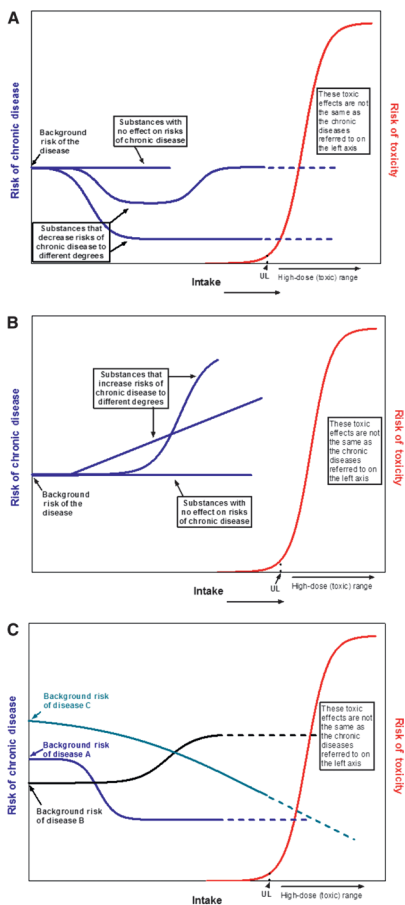 A
Risk of chronic disease
Background
risk of the
disease
Substances with
no effect on risks
of chronic disease
Substances that
decrease risks of
chronic disease to
different degrees
These toxic
effects are not
the same as
the chronic
diseases
referred to on
the left axis
Risk of toxicity
Intake
UL
High-dose (toxic) range
B
Risk of chronic disease
Substances that
increase risks of
chronic disease to
different degrees
Background
risk of the
disease
Substances with
no effect on risks
of chronic disease
These toxic
effects are not
the same as
the chronic
diseases
referred to on
the left axis
Risk of toxicity
Intake
UL
High-dose (toxic) range
C
Risk of chronic disease
Background risk
of disease C
Background risk
of disease A
Background risk
of disease B
These toxic
effects are not
the same as
the chronic
diseases
referred to on
the left axis
Risk of toxicity
Intake
UL
High-dose (toxic) range